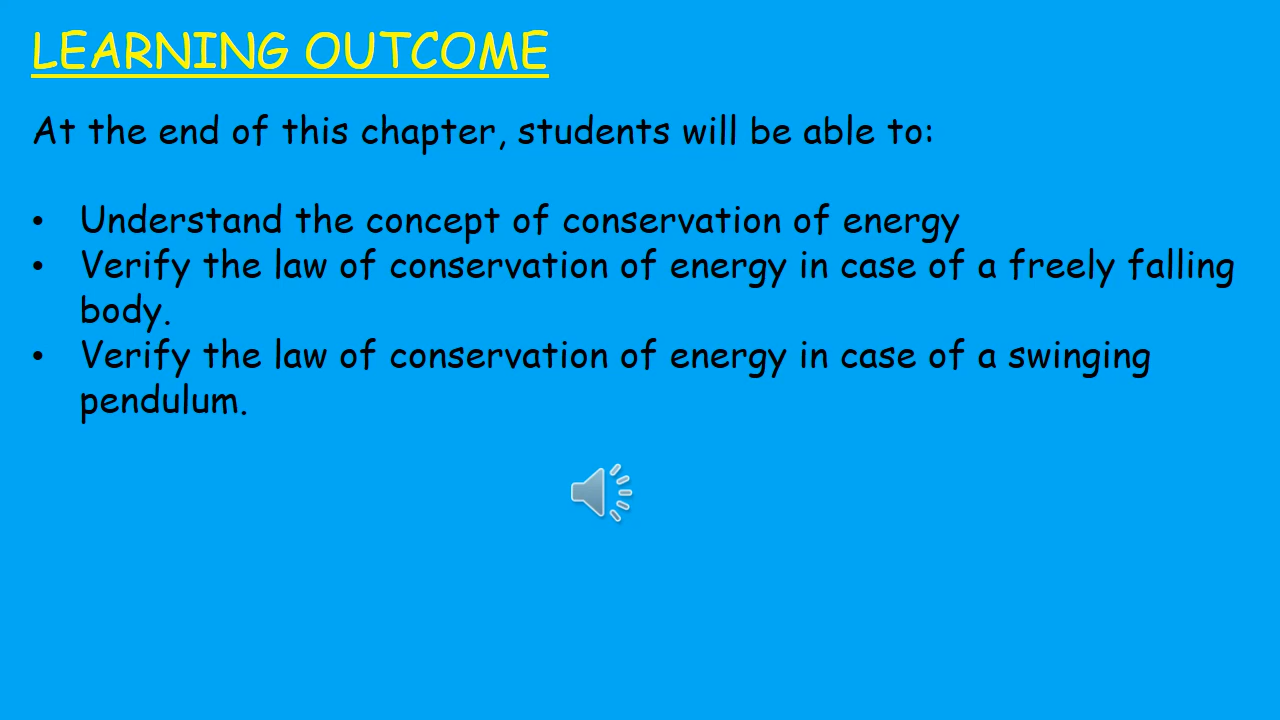 LEARNING OUTCOME
At the end of this chapter, students will be able to:
• Understand the concept of conservation of energy
• Verify the law of conservation of energy in case of a freely falling
body.
• Verify the law of conservation of energy in case of a swinging
pendulum.